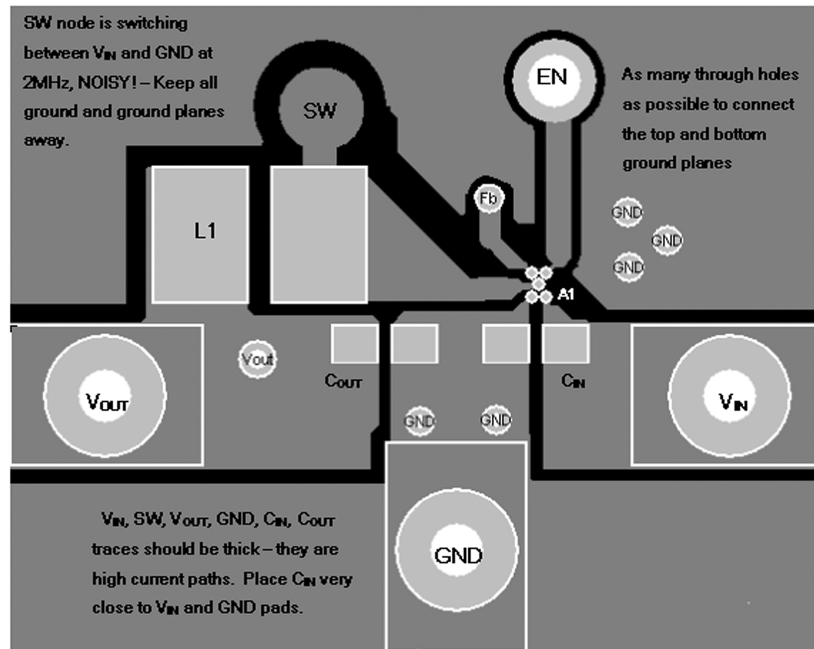 SW node is switching
between VIN and GND at
2MHz, NOISY! – Keep all
ground and ground planes
away.
SW
EN
As many through holes
as possible to connect
the top and bottom
ground planes
Fb
GND
GND
GND
L1
A1
Vout
COUT
CIN
VOUT
VIN
GND
GND
VIN, SW, VOUT, GND, CIN, COUT
traces should be thick – they are
high current paths. Place CIN very
close to VIN and GND pads.
GND